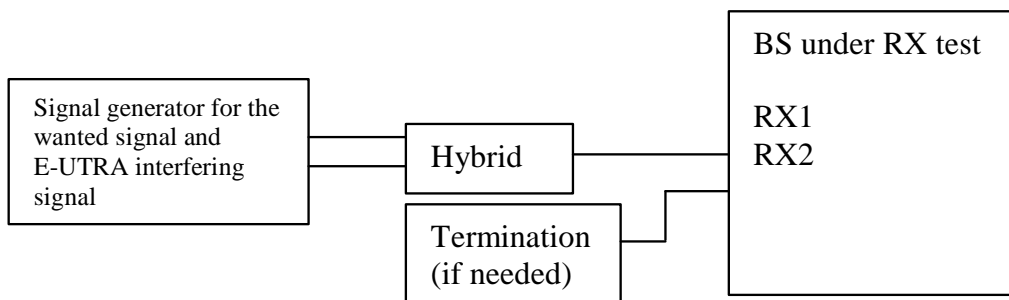 Signal generator for the
wanted signal and
E-UTRA interfering
signal
Hybrid
Termination
(if needed)
BS under RX test
RX1
RX2